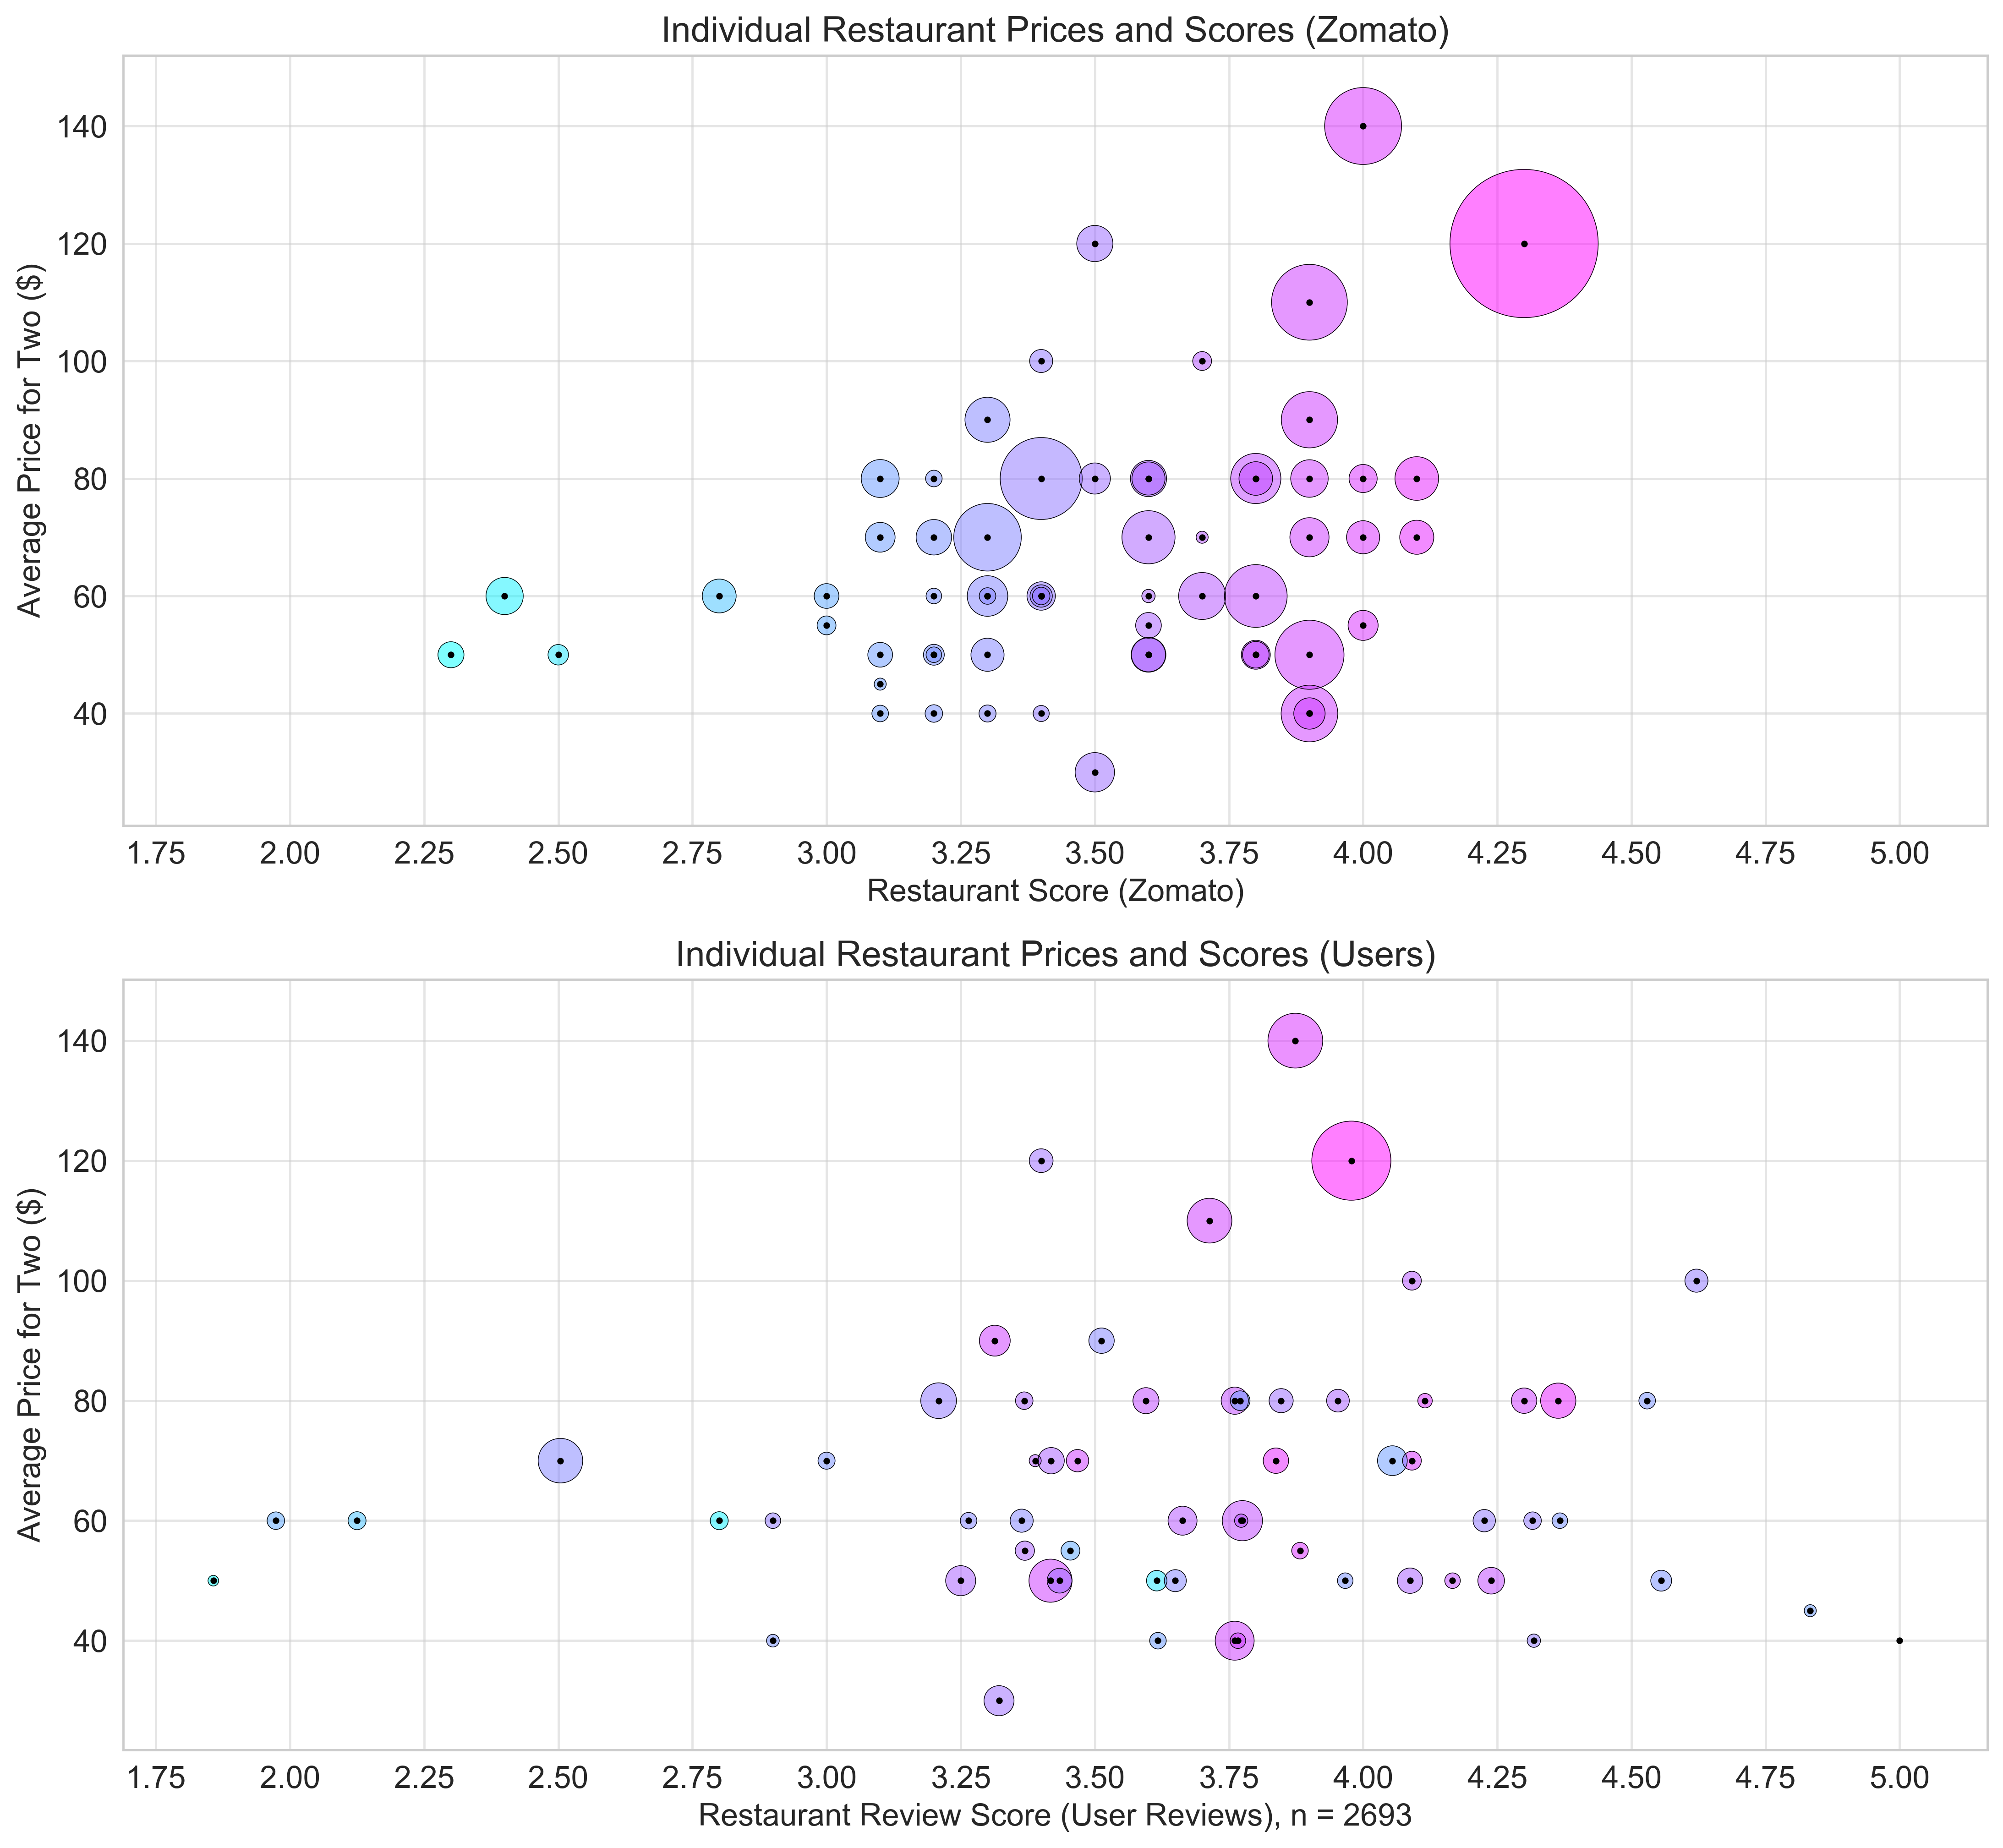 Individual Restaurant Prices and Scores (Zomato)
Average Price for Two ($)
140
120
100
80
60
40
1.75 2.00 2.25 2.50 2.75 3.00 3.25 3.50 3.75 4.00 4.25 4.50 4.75 5.00
Restaurant Score (Zomato)
Individual Restaurant Prices and Scores (Users)
Average Price for Two ($)
140
120
100
80
60
40
1.75 2.00 2.25 2.50 2.75 3.00 3.25 3.50 3.75 4.00 4.25 4.50 4.75 5.00
Restaurant Review Score (User Reviews), n = 2693